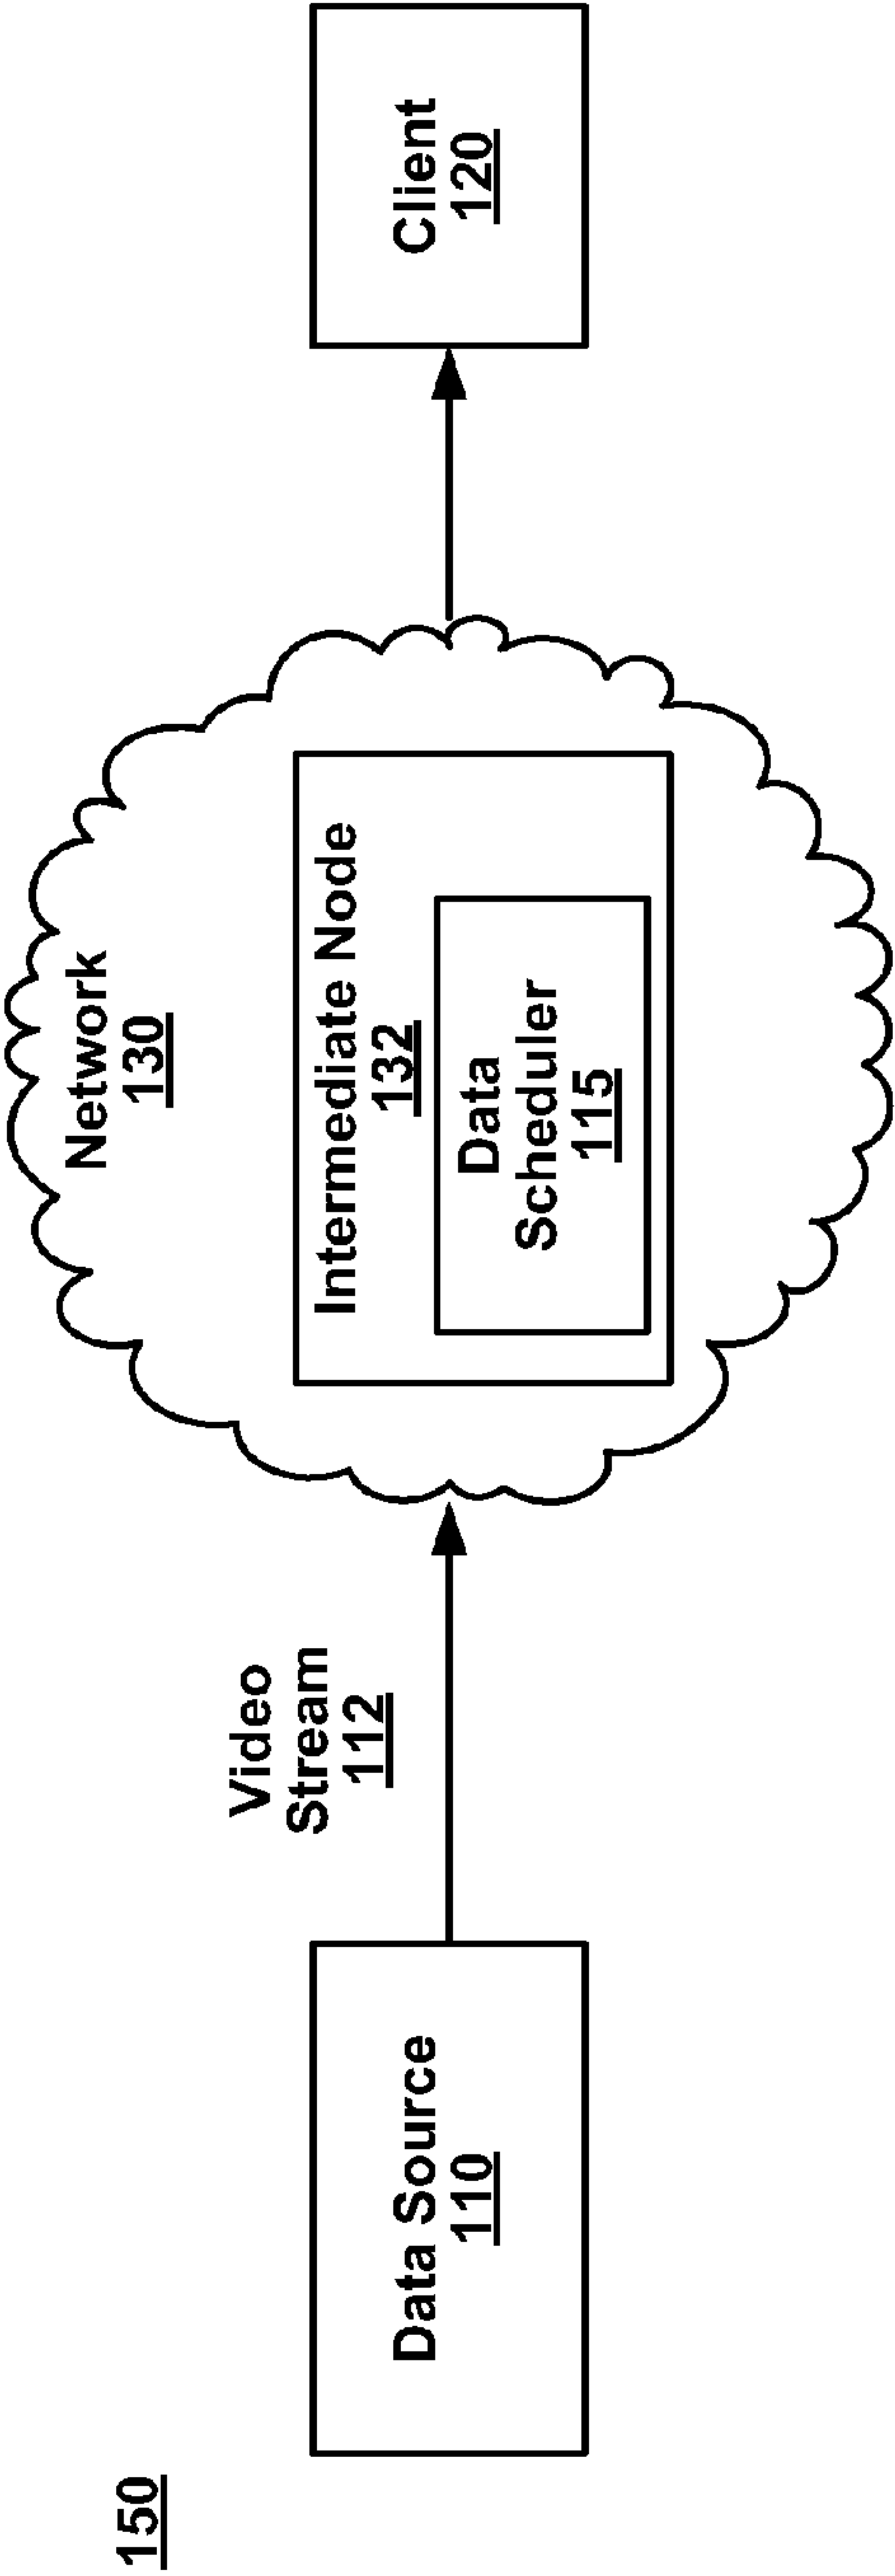 150
Data Source
110
Video
Stream
112
Network
130
Intermediate Node
132
Data
Scheduler
115
Client
120